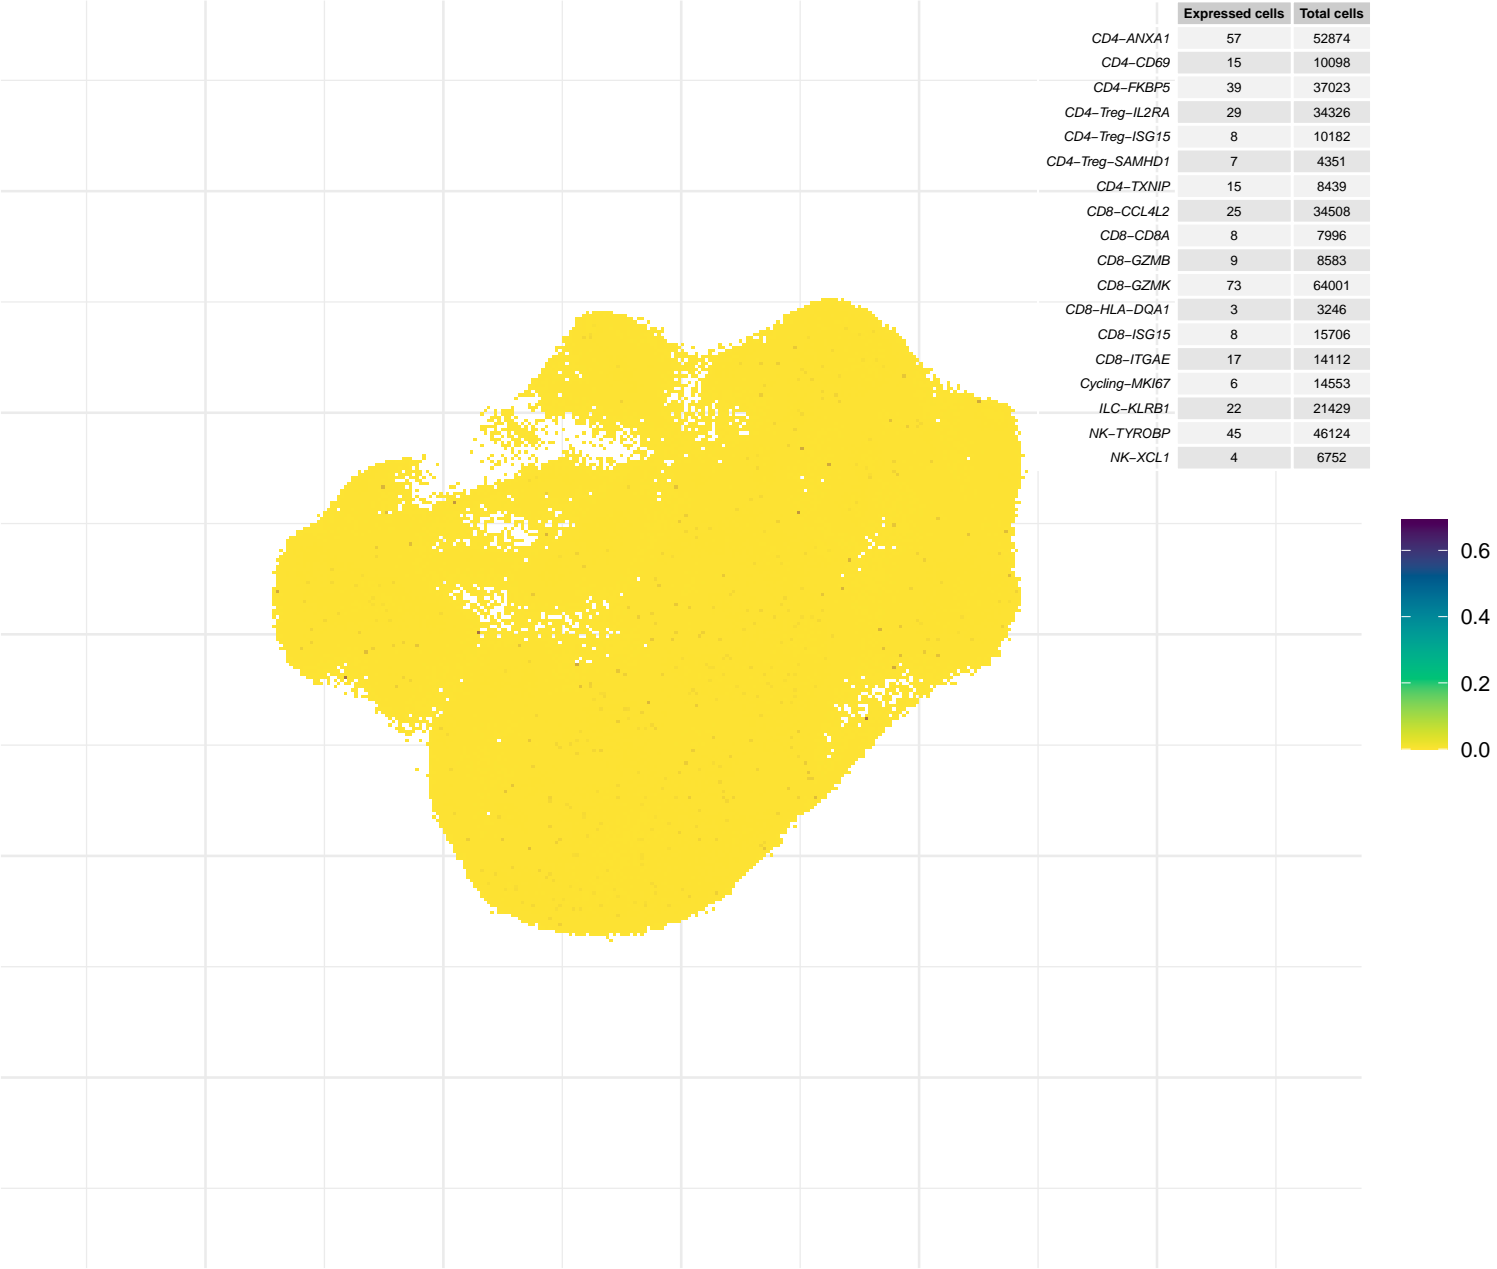 Expressed cells Total cells
CD4−ANXA1 57 52874
CD4−CD69 15 10098
CD4−FKBP5 39 37023
CD4−Treg−IL2RA 29 34326
CD4−Treg−ISG15 8 10182
CD4−Treg−SAMHD1 7 4351
CD4−TXNIP 15 8439
CD8−CCL4L2 25 34508
CD8−CD8A 8 7996
CD8−GZMB 9 8583
CD8−GZMK 73 64001
CD8−HLA−DQA1 3 3246
CD8−ISG15 8 15706
CD8−ITGAE 17 14112
Cycling−MKI67 6 14553
ILC−KLRB1 22 21429
NK−TYROBP 45 46124
NK−XCL1 4 6752
0.6
0.4
0.2
0.0